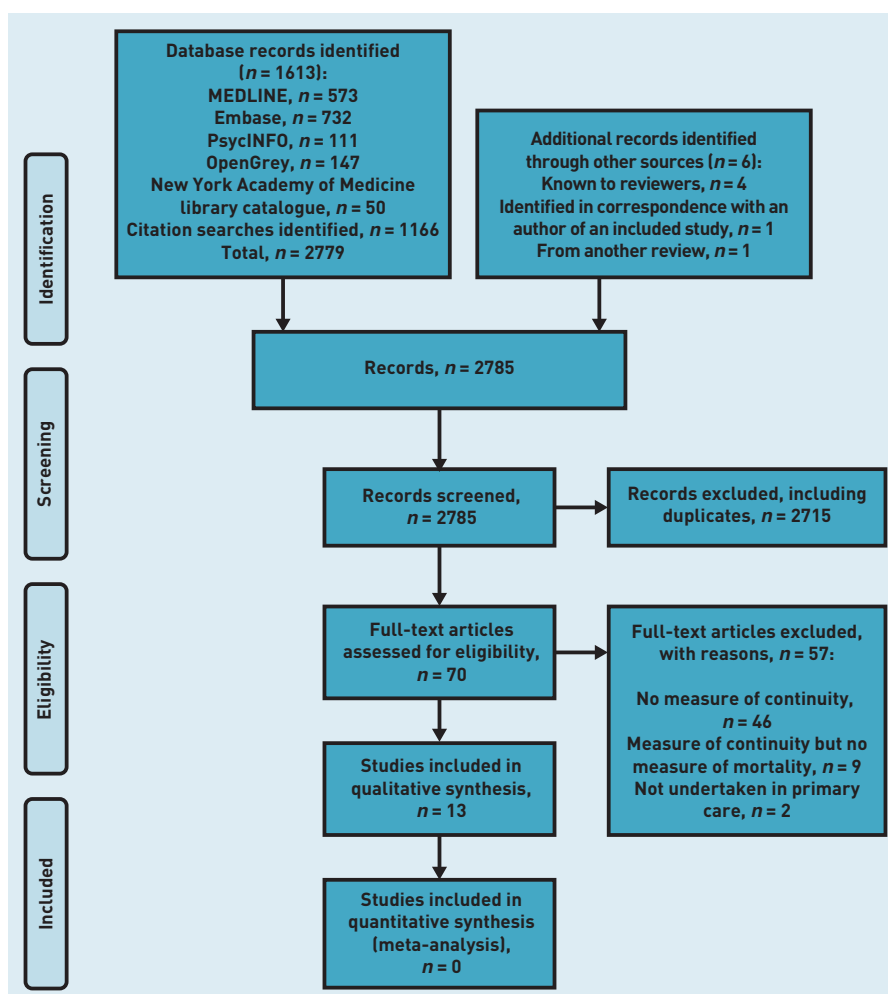 Identification
Database records identified
(n = 1613):
MEDLINE, n = 573
Embase, n = 732
PsycINFO, n = 111
OpenGrey, n = 147
New York Academy of Medicine
library catalogue, n = 50
Citation searches identified, n = 1166
Total, n = 2779
Additional records identified
through other sources (n = 6):
Known to reviewers, n = 4
Identified in correspondence with an
author of an included study, n = 1
From another review, n = 1
Records, n = 2785
Screening
Records screened,
n = 2785
Records excluded, including
duplicates, n = 2715
Eligibility
Full-text articles
assessed for eligibility,
n = 70
Full-text articles excluded,
with reasons, n = 57:
No measure of continuity,
n = 46
Measure of continuity but no
measure of mortality, n = 9
Not undertaken in primary
care, n = 2
Studies included in
qualitative synthesis,
n = 13
Included
Studies included in
quantitative synthesis
(meta-analysis),
n = 0